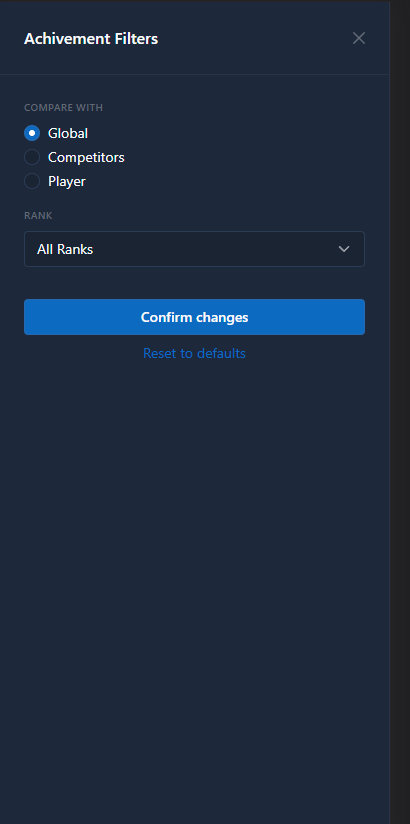 Achivement Filters
COMPARE WITH
Global
Competitors
Player
RANK
All Ranks
Confirm changes
Reset to defaults